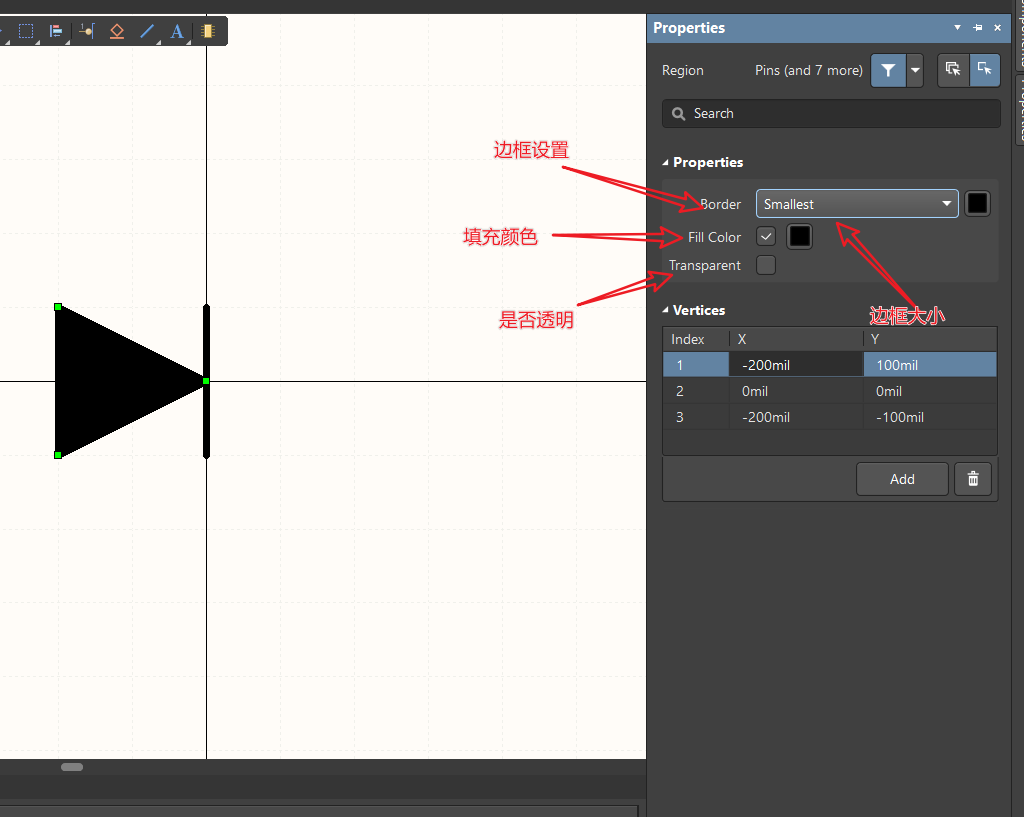 A
Properties
Region Pins (and 7 more)
Search
Properties
边框设置
Border Smallest
填充颜色
Fill Color
Transparent
是否透明
边框大小
Vertices
Index X Y
1 -200mil 100mil
2 0mil 0mil
3 -200mil -100mil
Add